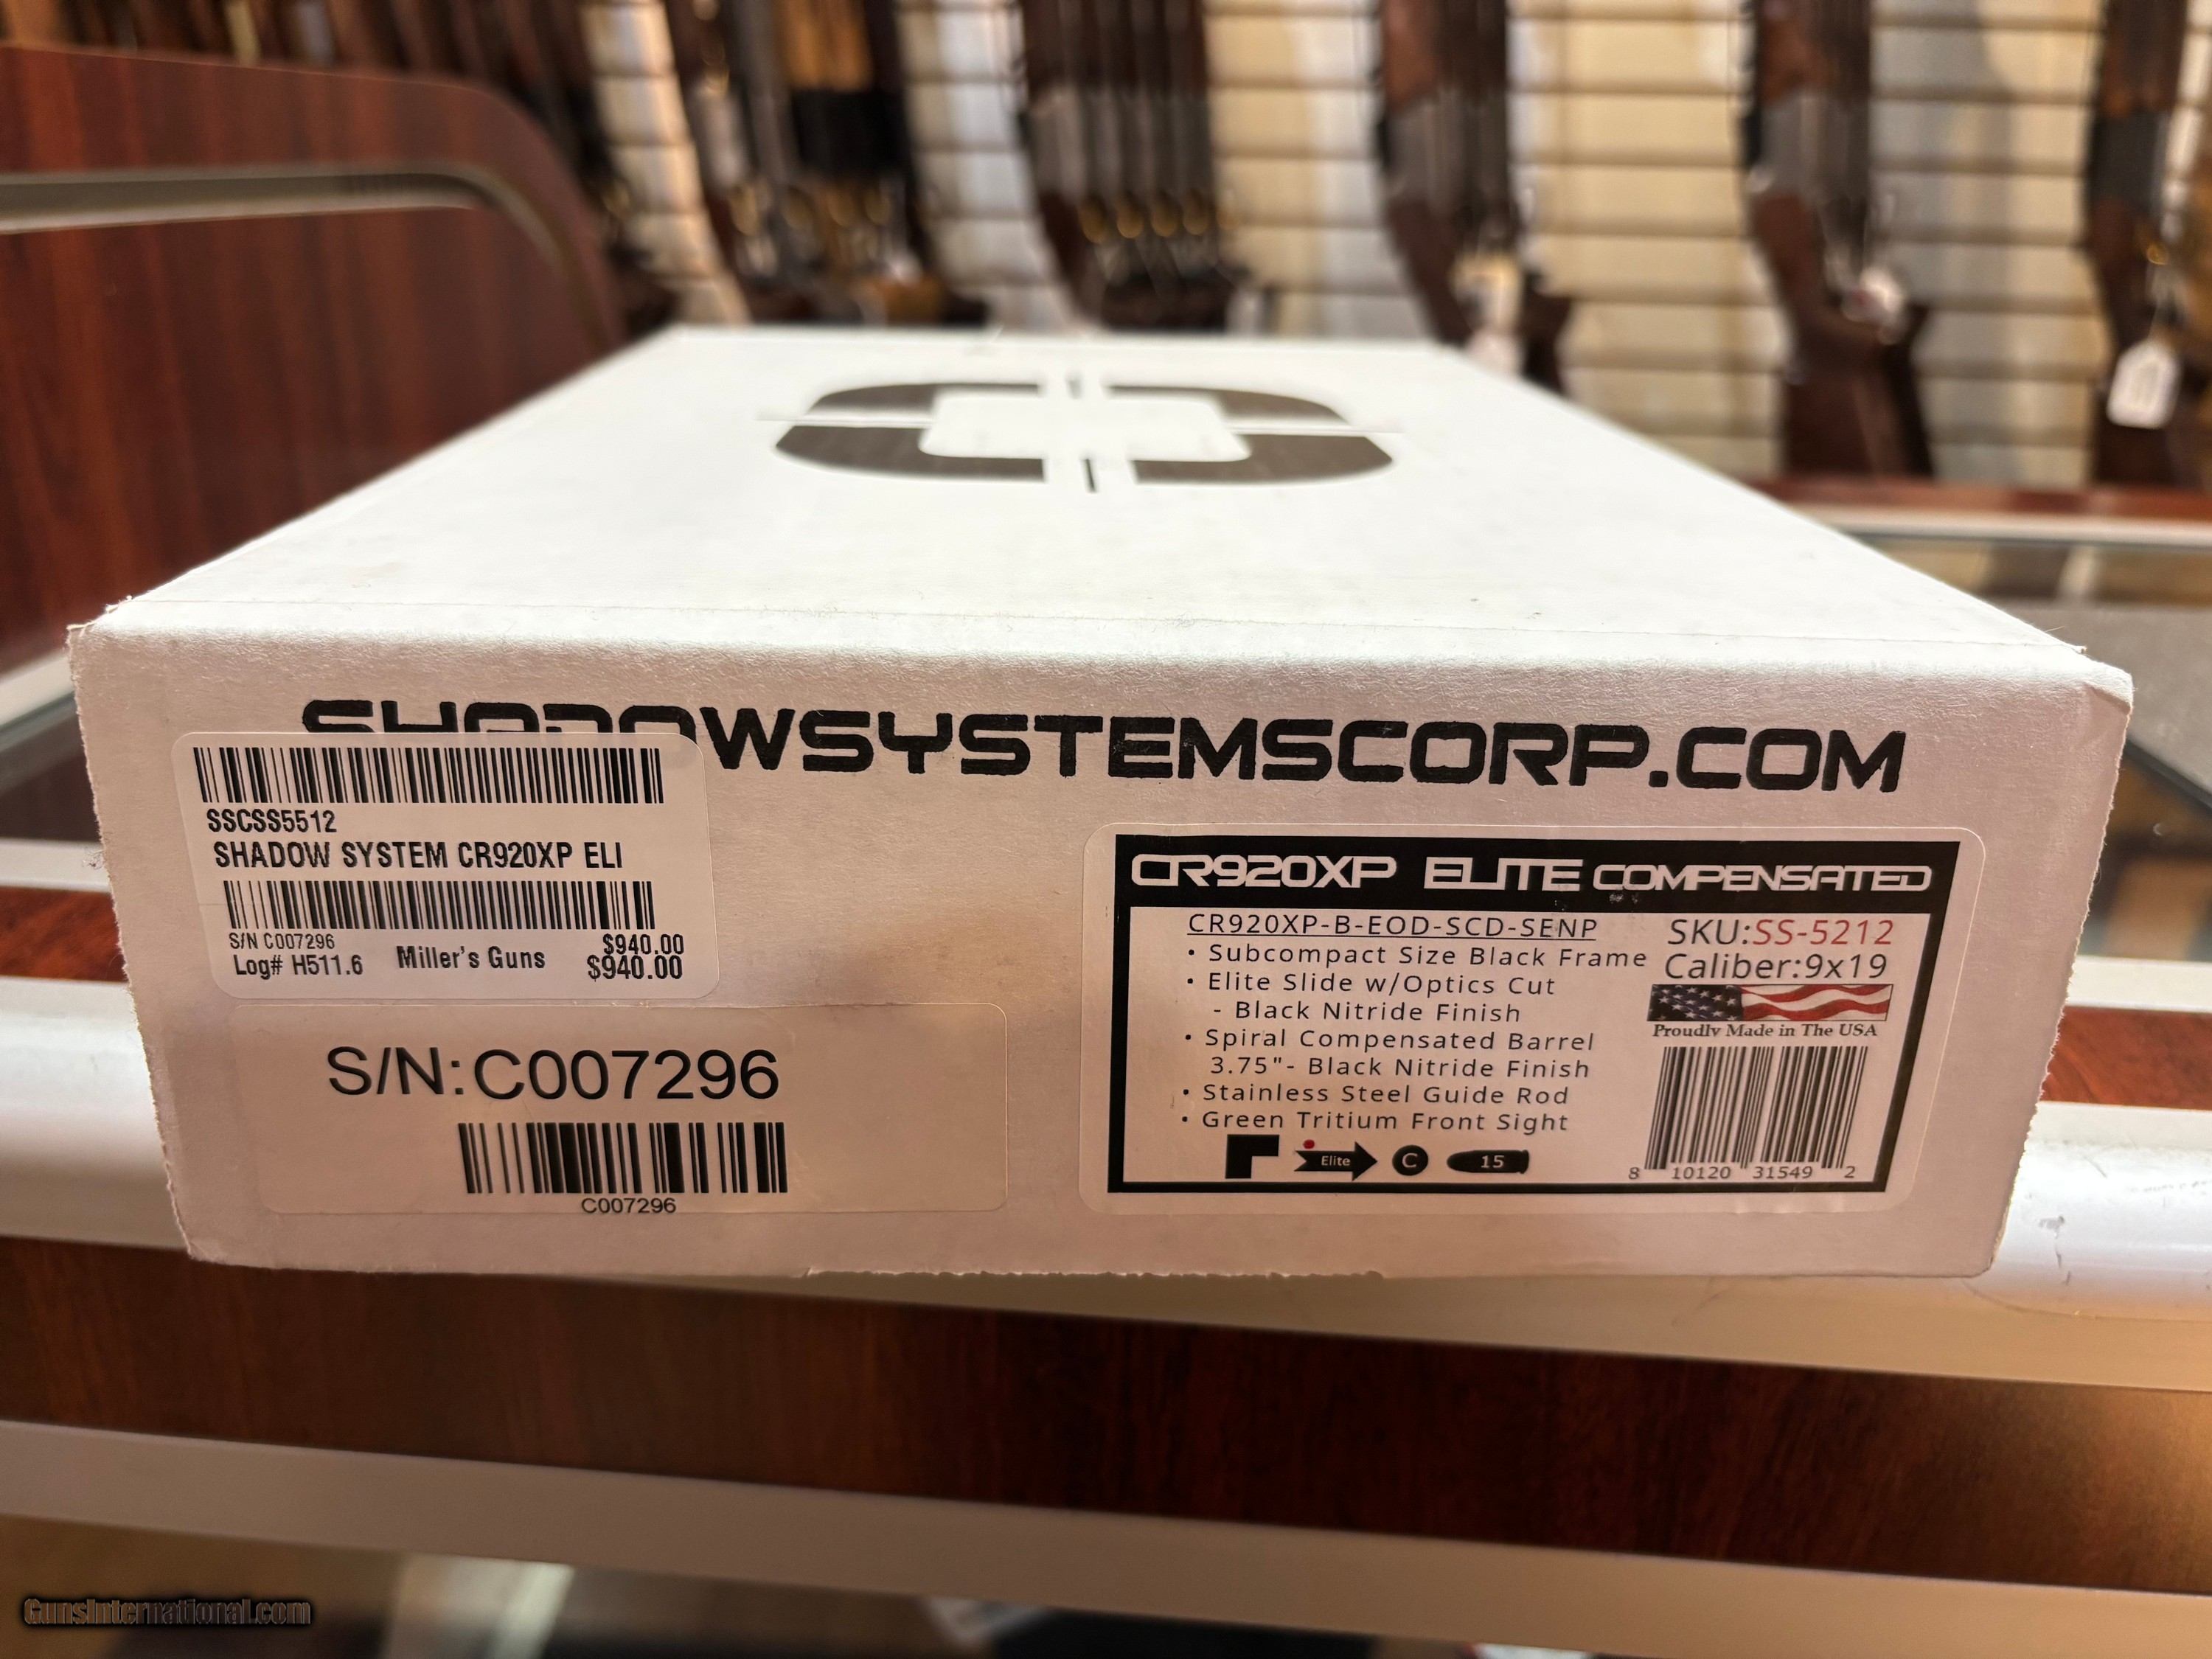 SHADOWSYSTEMSCORP.COM
SSCSS5512
SHADOW SYSTEM CR920XP ELI
S/N C007296
$940.00
Log# H511.6
Miller's Guns
$940.00
S/N:C007296
C007296
CR920XP ELITE COMPENSATED
CR920XP-B-EOD-SCD-SENP
• Subcompact Size Black Frame
• Elite Slide w/Optics Cut
- Black Nitride Finish
• Spiral Compensated Barrel
3.75"- Black Nitride Finish
• Stainless Steel Guide Rod
• Green Tritium Front Sight
Elite
C
15
SKU:SS-5212
Caliber:9x19
Proudly Made in The USA
8 10120 31549 2
GunsInternational.com